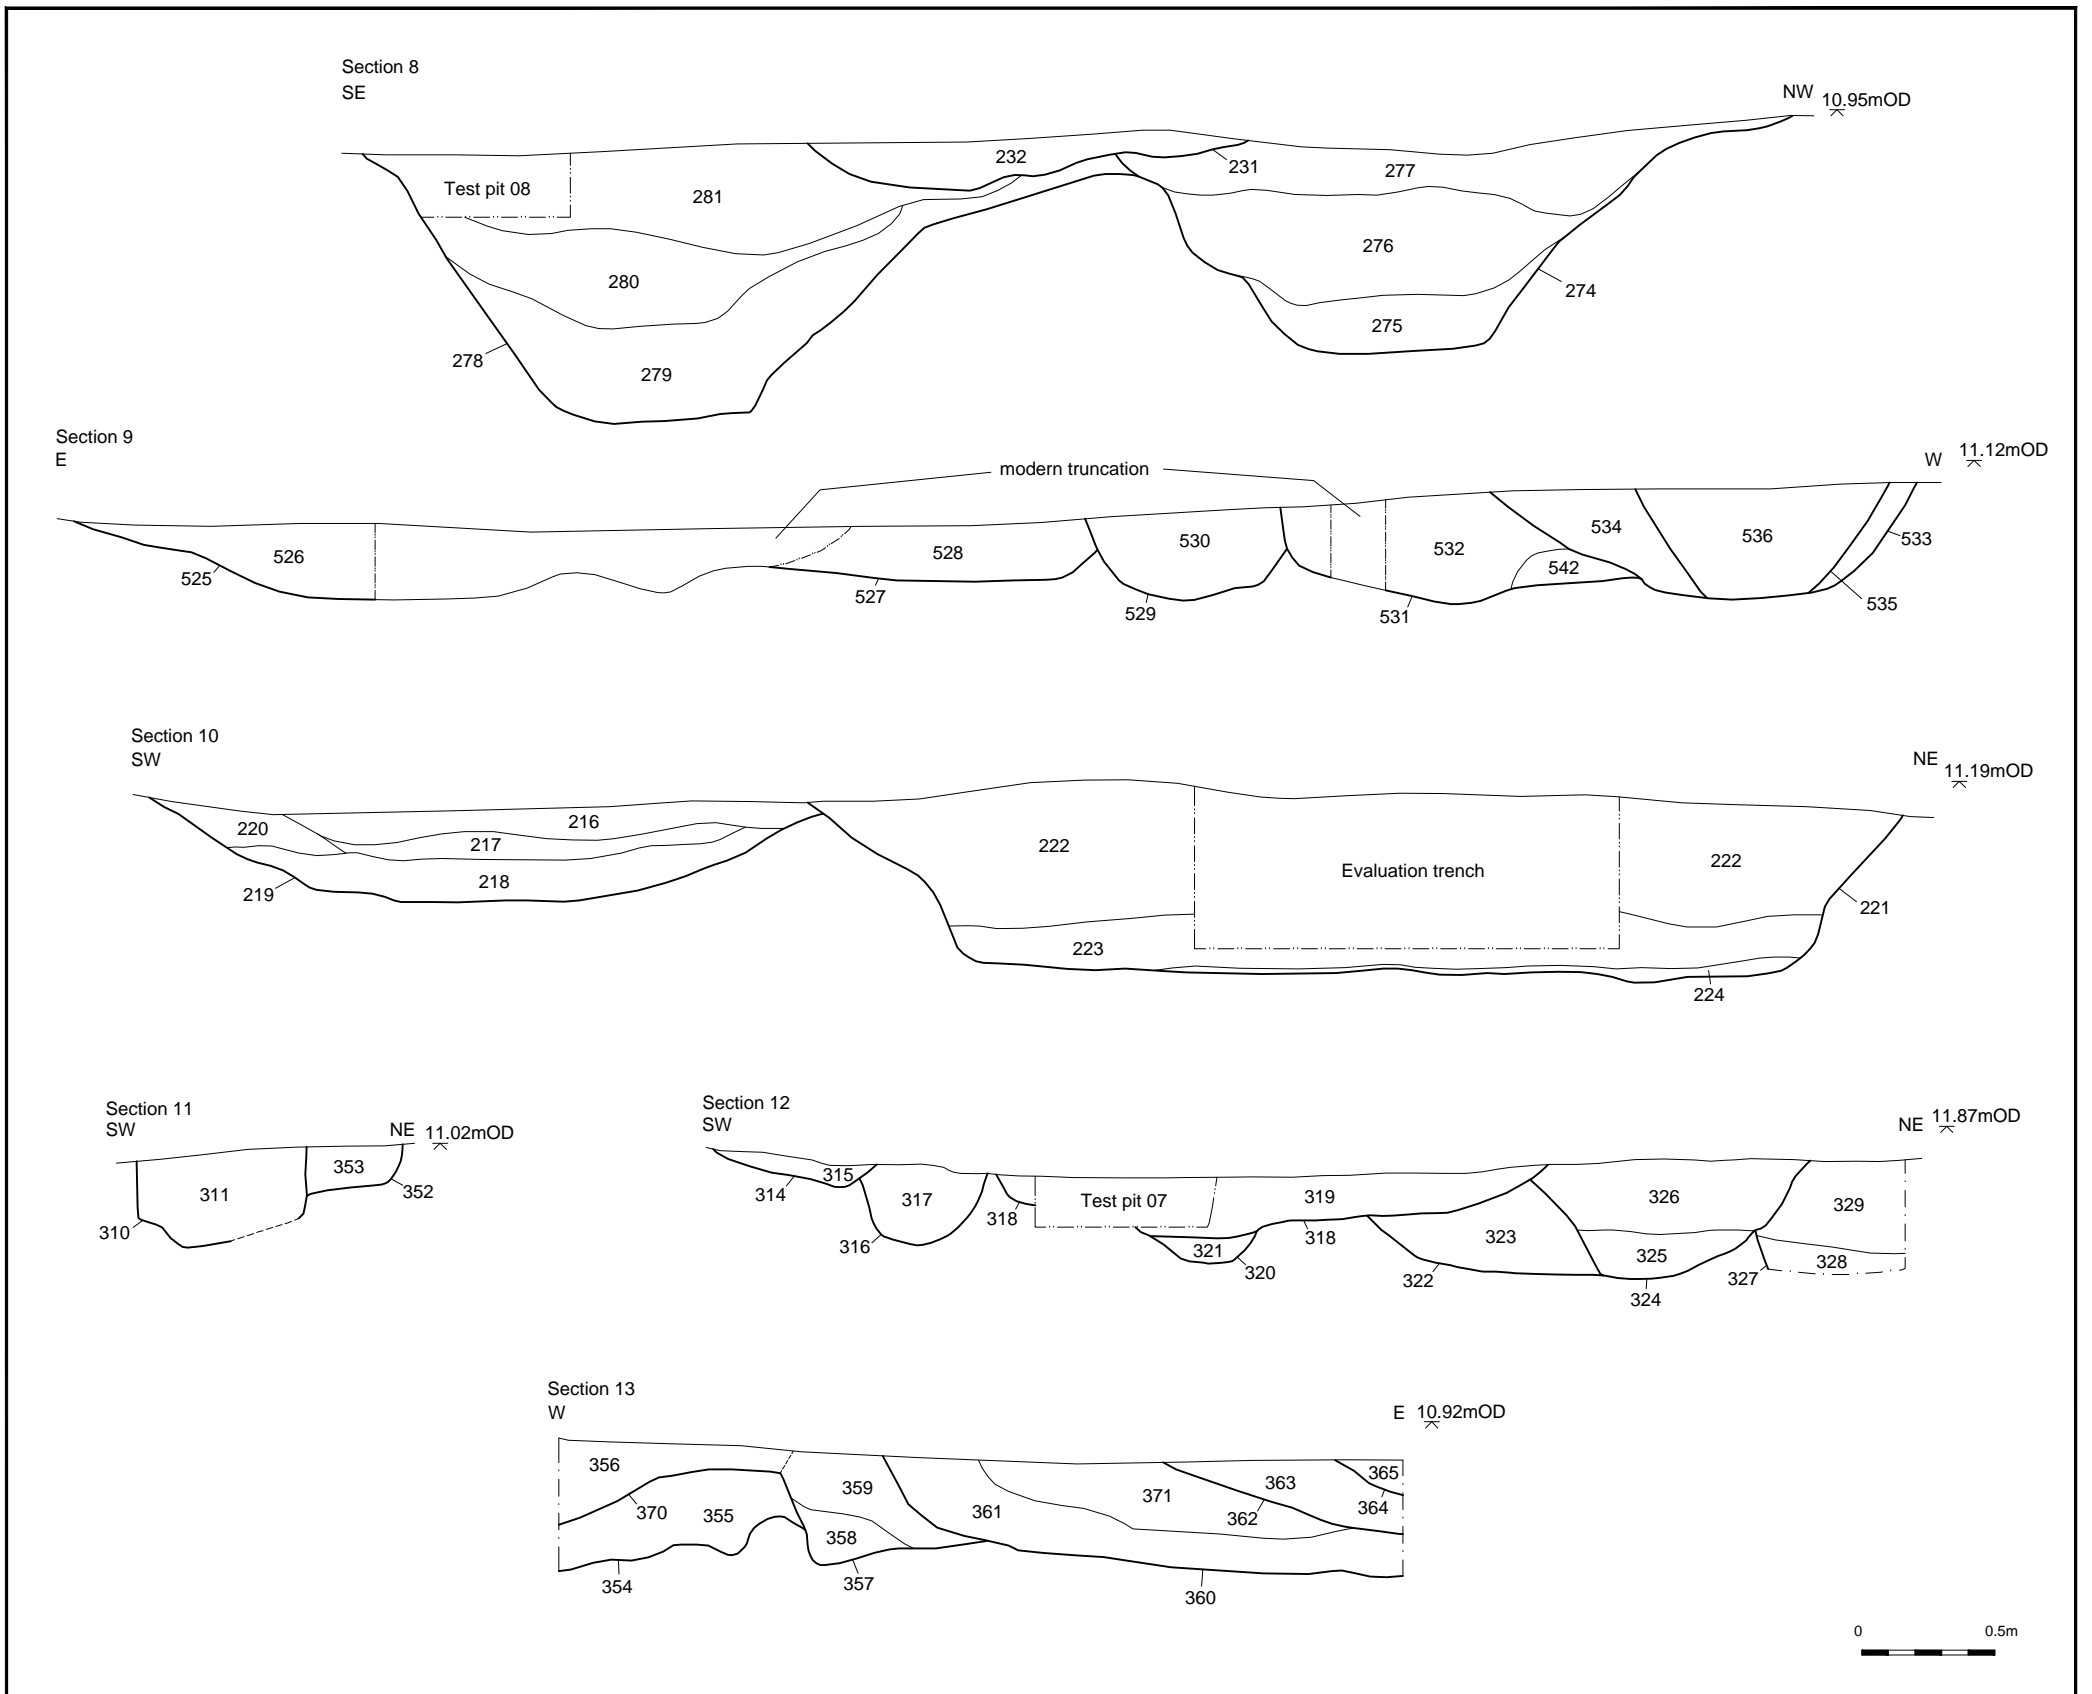 Section 8
SE
NW 10.95mOD
232
231
277
Test pit 08
281
276
280
274
275
278
279
Section 9
E
W 11.12mOD
modern truncation
526
525
528
527
530
529
532
531
534
542
536
533
535
Section 10
SW
NE 11.19mOD
220
216
217
218
219
222
Evaluation trench
222
221
223
224
Section 11
SW
NE 11.02mOD
353
311
352
310
Section 12
SW
NE 11.87mOD
315
314
317
316
318
Test pit 07
319
321
320
318
323
322
326
325
324
329
328
327
Section 13
W
E 10.92mOD
356
370
355
354
359
358
357
361
371
363
362
365
364
360
0 0.5m